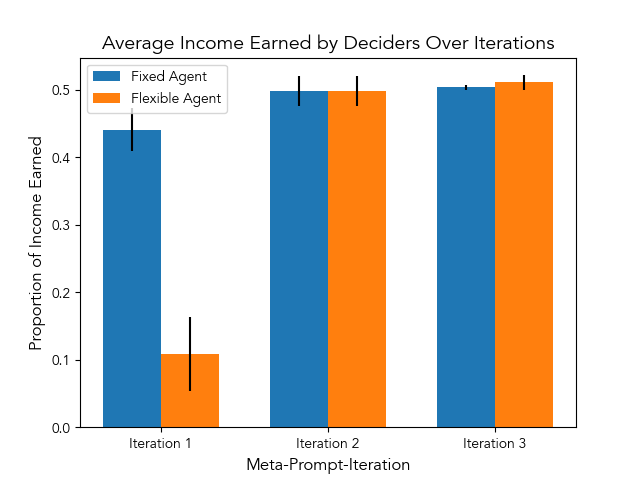 Average Income Earned by Deciders Over Iterations
Fixed Agent
Flexible Agent
Proportion of Income Earned
0.5
0.4
0.3
0.2
0.1
0.0
Iteration 1
Iteration 2
Iteration 3
Meta-Prompt-Iteration